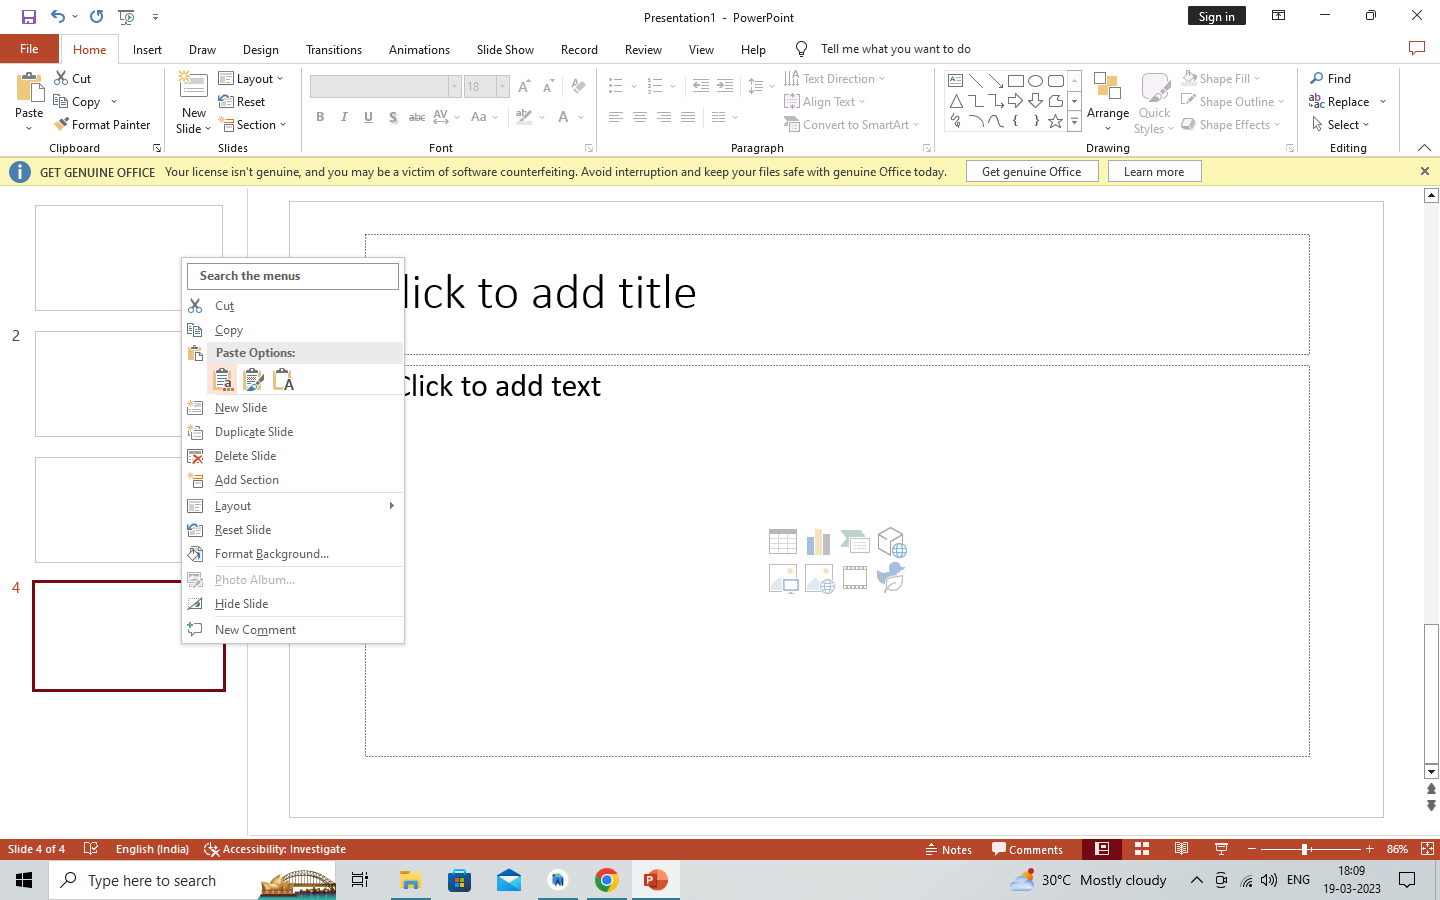 Presentation1 - PowerPoint
Sign in
File Home Insert Draw Design Transitions Animations Slide Show Record Review View Help Tell me what you want to do
Paste
Cut
Copy
Format Painter
Clipboard
New Slide
Layout
Reset
Section
Slides
18
B I U S abc AV Aa A
Font
Text Direction
Align Text
Convert to SmartArt
Paragraph
Arrange
Quick Styles
Shape Fill
Shape Outline
Shape Effects
Drawing
Find
Replace
Select
Editing
GET GENUINE OFFICE Your license isn't genuine, and you may be a victim of software counterfeiting. Avoid interruption and keep your files safe with genuine Office today. Get genuine Office Learn more
2
4
Search the menus
Cut
Copy
Paste Options:
New Slide
Duplicate Slide
Delete Slide
Add Section
Layout
Reset Slide
Format Background...
Photo Album...
Hide Slide
New Comment
lick to add title
Click to add text
Slide 4 of 4 English (India) Accessibility: Investigate Notes Comments 86%
Type here to search
30°C Mostly cloudy
ENG
18:09
19-03-2023